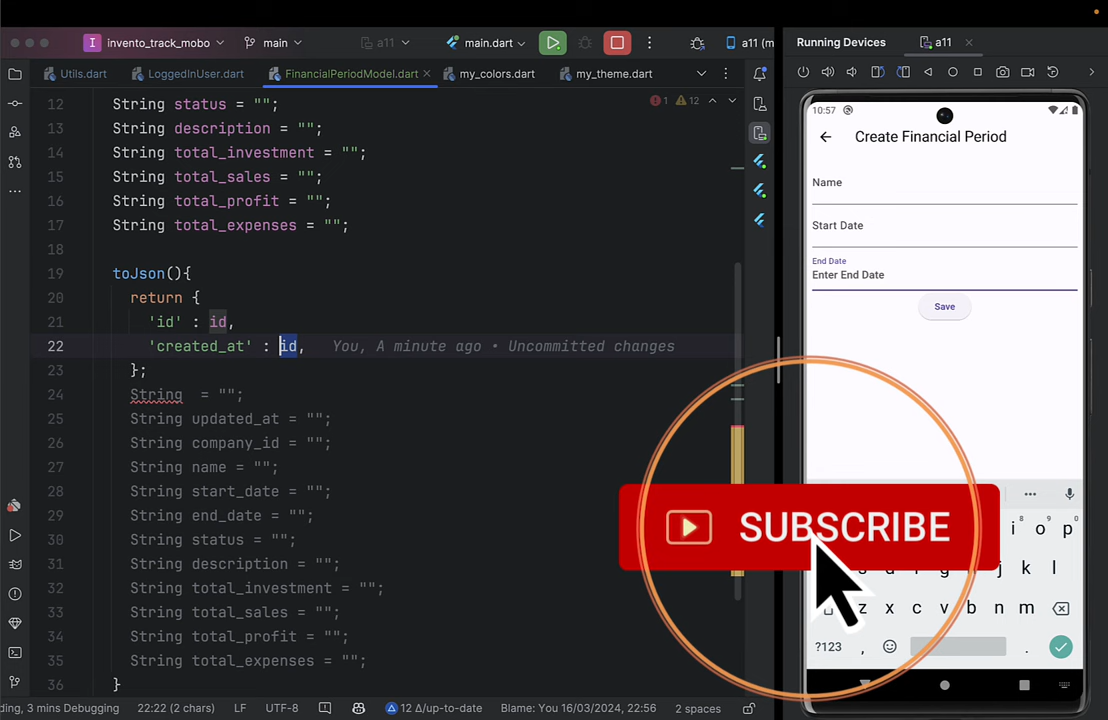 invento_track_mobo
main
a11
main.dart
a11 (m
Running Devices
a11
Utils.dart
LoggedInUser.dart
FinancialPeriodModel.dart
my_colors.dart
my_theme.dart
12 String status = "";
1 12
13 String description = "";
14 String total_investment = "";
15 String total_sales = "";
16 String total_profit = "";
17 String total_expenses = "";
18
19 toJson(){
20 return {
21 'id' : id,
22 'created_at' : id, You, A minute ago • Uncommitted changes
23 };
24 String = "";
25 String updated_at = "";
26 String company_id = "";
27 String name = "";
28 String start_date = "";
29 String end_date = "";
30 String status = "";
31 String description = "";
32 String total_investment = "";
33 String total_sales = "";
34 String total_profit = "";
35 String total_expenses = "";
36 }
ding, 3 mins Debugging
22:22 (2 chars)
LF
UTF-8
12 Δ/up-to-date
Blame: You 16/03/2024, 22:56
2 spaces
10:57
Create Financial Period
Name
Start Date
End Date
Enter End Date
Save
SUBSCRIBE
i 8 o 9 p 0
j k l
z x c v b n m
?123 , .